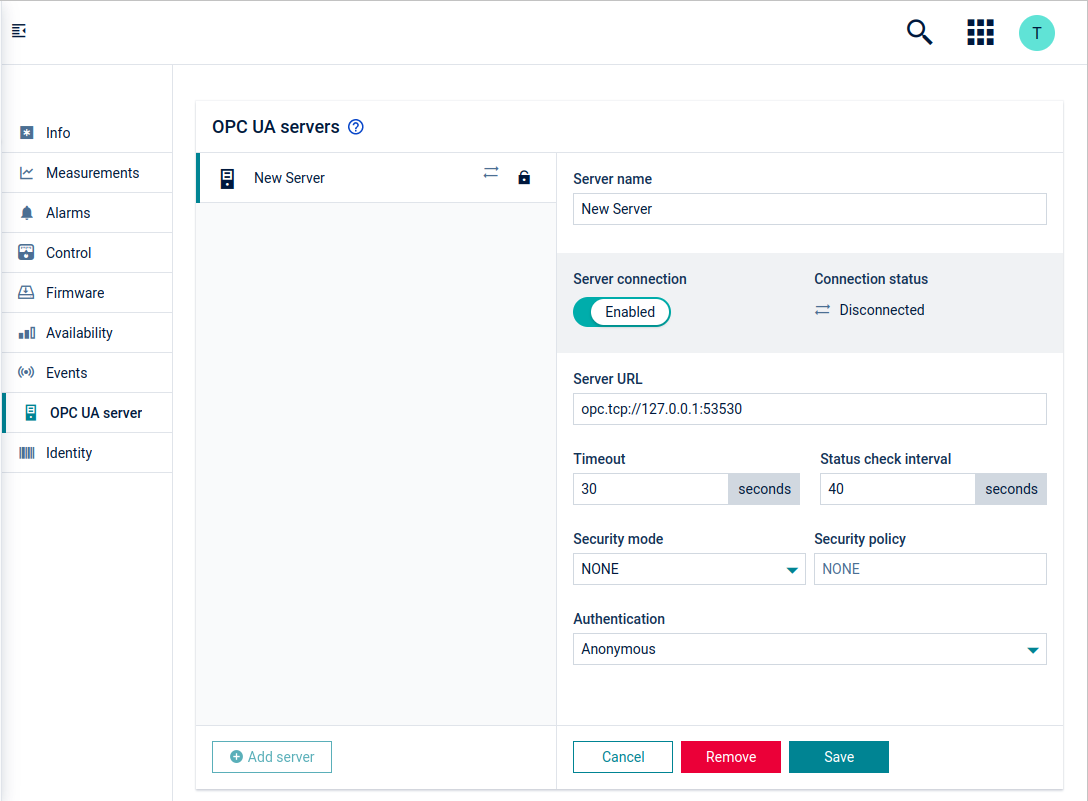 T
Info
Measurements
Alarms
Control
Firmware
Availability
Events
OPC UA server
Identity
OPC UA servers ?
New Server
Server name
New Server
Server connection Connection status
Enabled Disconnected
Server URL
opc.tcp://127.0.0.1:53530
Timeout Status check interval
30 seconds 40 seconds
Security mode Security policy
NONE NONE
Authentication
Anonymous
Add server Cancel Remove Save